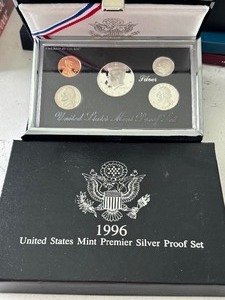 Silver
United States Mint Proof Set
1996
United States Mint Premier Silver Proof Set